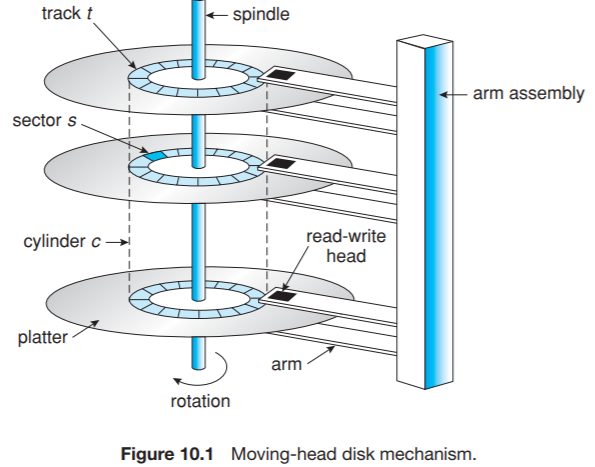 track t
spindle
arm assembly
sector s
cylinder c
read-write
head
platter
arm
rotation
Figure 10.1 Moving-head disk mechanism.